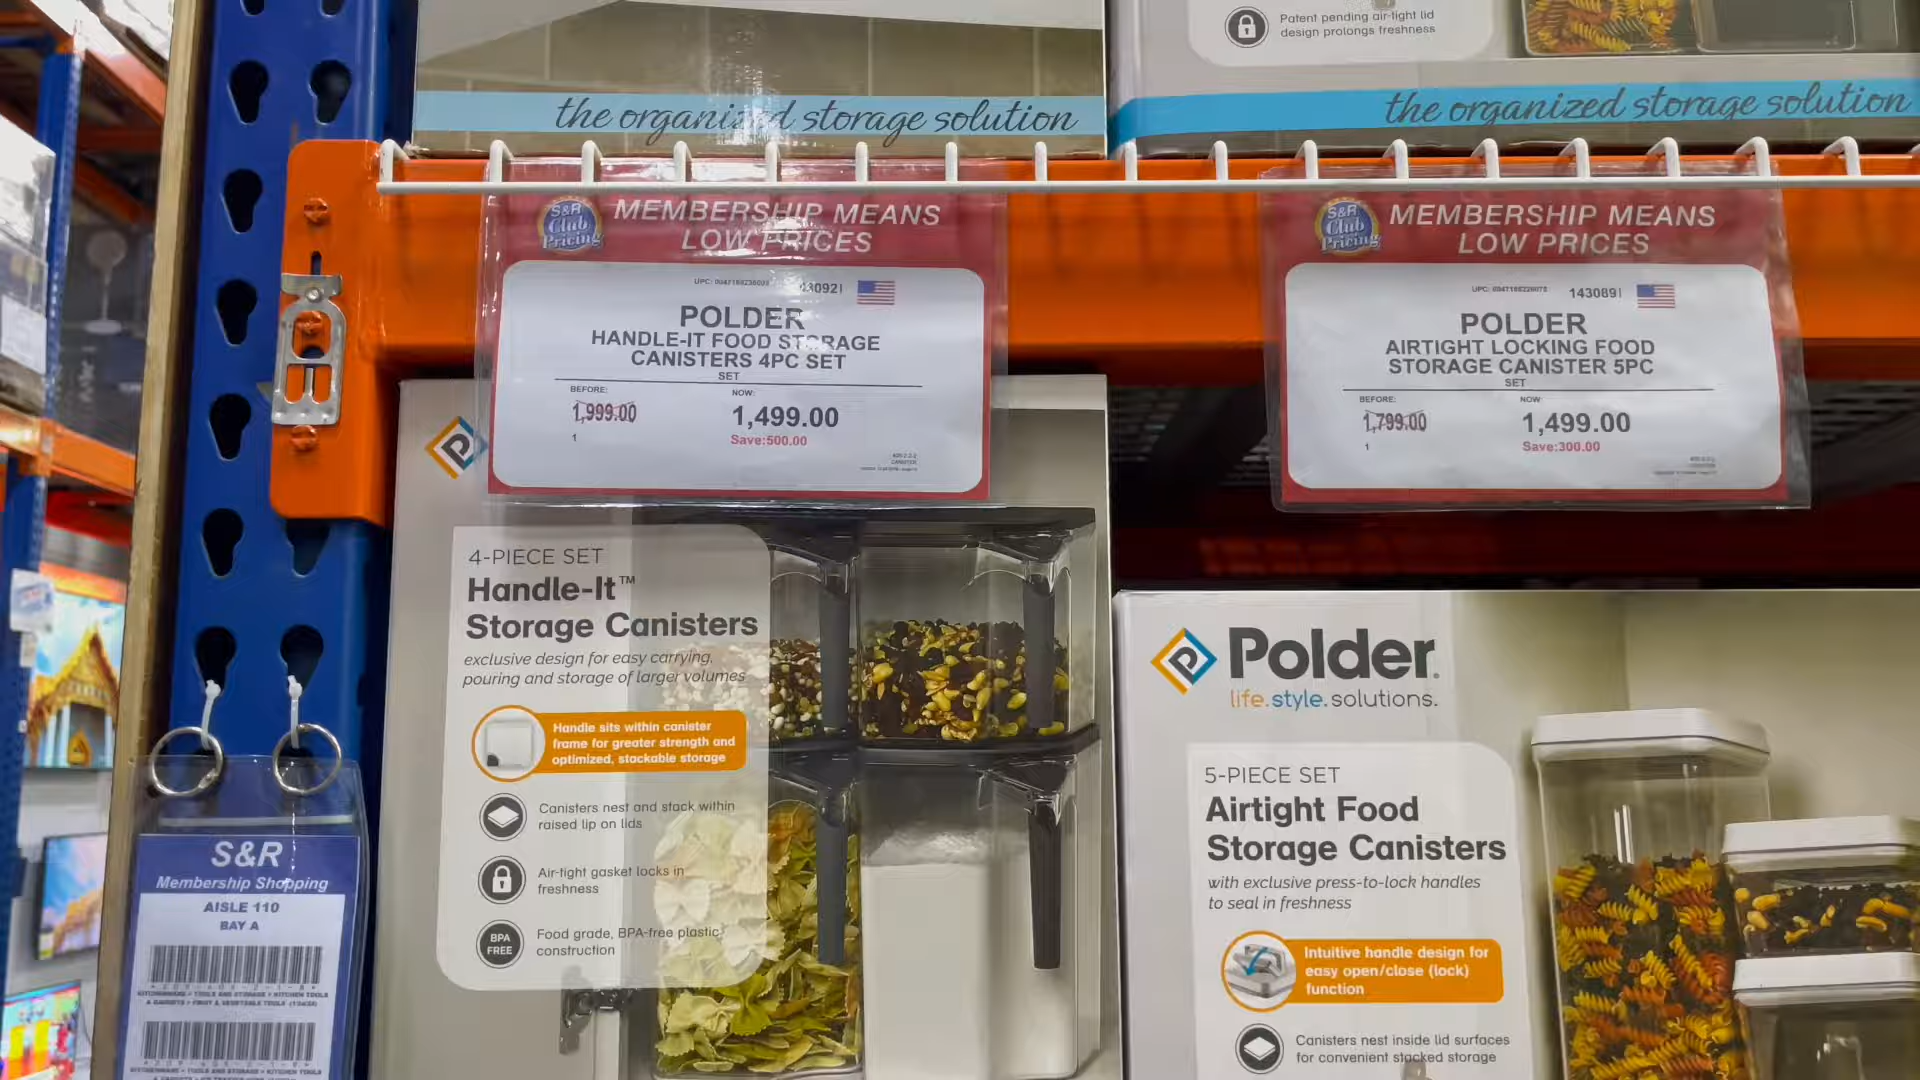 Patent pending air-tight lid
design prolongs freshness
the organized storage solution
the organized storage solution
S&R
Club
Pricing
MEMBERSHIP MEANS
LOW PRICES
POLDER
HANDLE-IT FOOD STORAGE
CANISTERS 4PC SET
SET
BEFORE:
NOW:
1,999.00
1,499.00
1
Save:500.00
S&R
Club
Pricing
MEMBERSHIP MEANS
LOW PRICES
143089
POLDER
AIRTIGHT LOCKING FOOD
STORAGE CANISTER 5PC
SET
BEFORE:
NOW:
1,799.00
1,499.00
1
Save:300.00
4-PIECE SET
Handle-It™
Storage Canisters
exclusive design for easy carrying,
pouring and storage of larger volumes
Handle sits within canister
frame for greater strength and
optimized, stackable storage
Canisters nest and stack within
raised lip on lids
Air-tight gasket locks in
freshness
BPA
FREE
Food grade, BPA-free plastic
construction
Polder
life.style.solutions.
5-PIECE SET
Airtight Food
Storage Canisters
with exclusive press-to-lock handles
to seal in freshness
Intuitive handle design for
easy open/close (lock)
function
Canisters nest inside lid surfaces
for convenient stacked storage
S&R
Membership Shopping
AISLE 110
BAY A